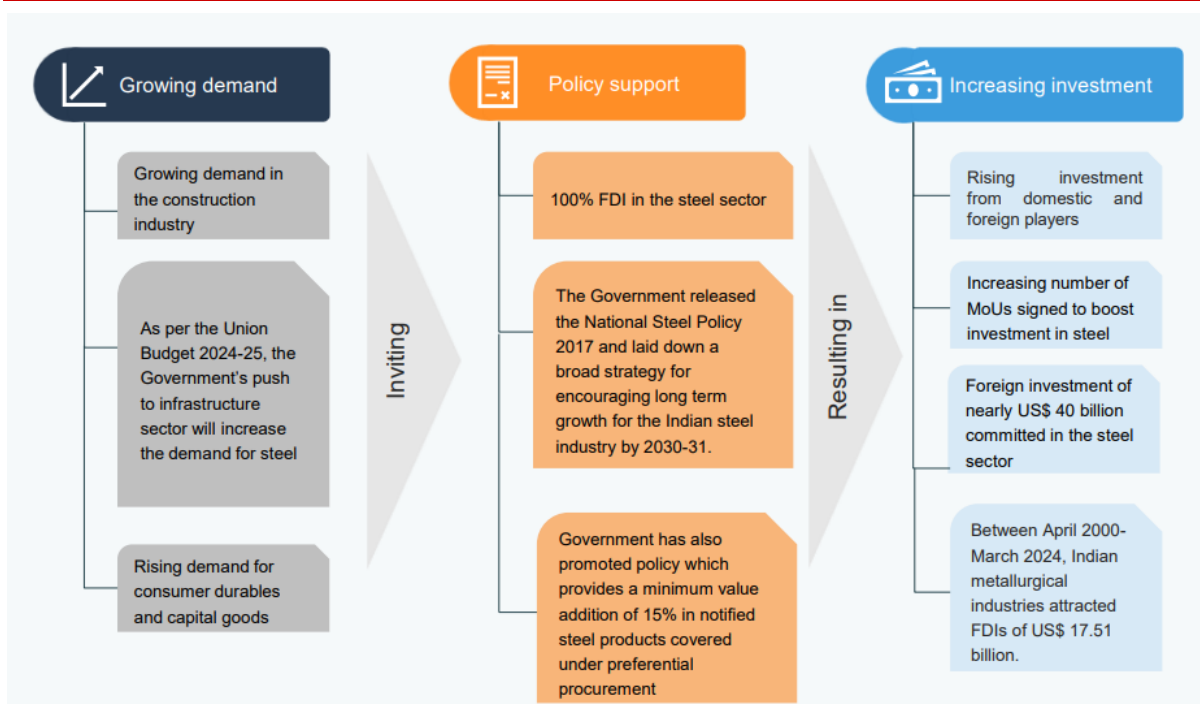 Growing demand
Growing demand in
the construction
industry
As per the Union
Budget 2024-25, the
Government's push
to infrastructure
sector will increase
the demand for steel
Rising demand for
consumer durables
and capital goods
Inviting
Policy support
100% FDI in the steel sector
The Government released
the National Steel Policy
2017 and laid down a
broad strategy for
encouraging long term
growth for the Indian steel
industry by 2030-31.
Government has also
promoted policy which
provides a minimum value
addition of 15% in notified
steel products covered
under preferential
procurement
Resulting in
Increasing investment
Rising investment
from domestic and
foreign players
Increasing number of
MoUs signed to boost
investment in steel
Foreign investment of
nearly US$ 40 billion
committed in the steel
sector
Between April 2000-
March 2024, Indian
metallurgical
industries attracted
FDIs of US$ 17.51
billion.